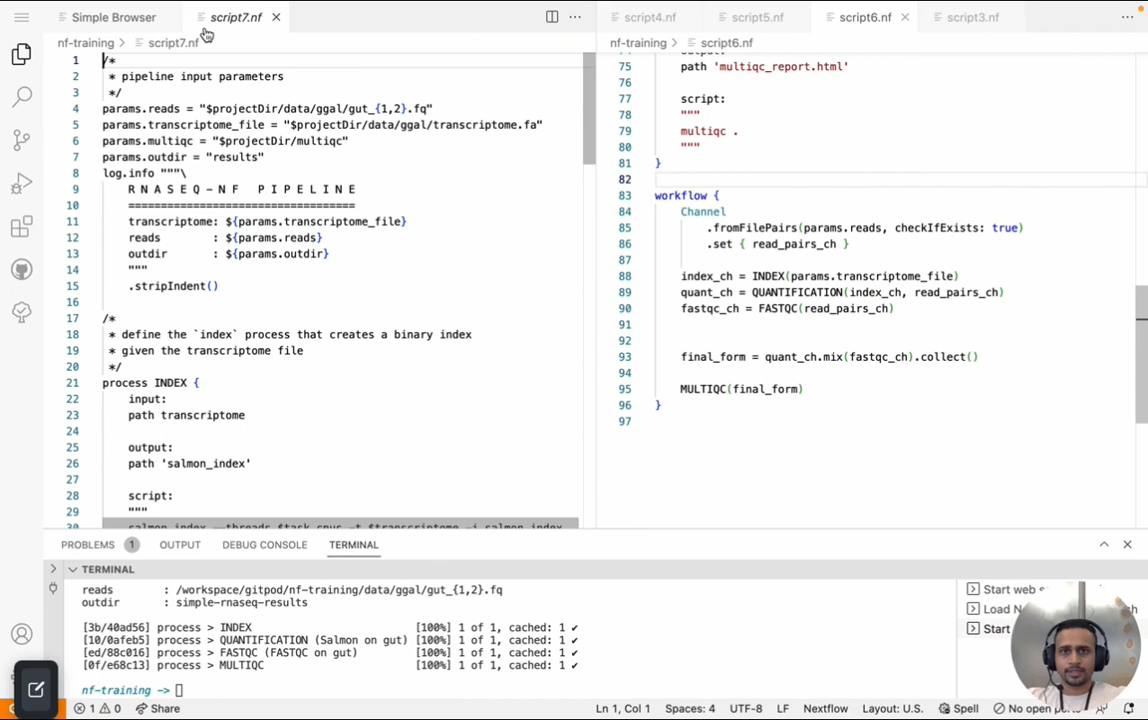 Simple Browser
script7.nf
script4.nf
script5.nf
script6.nf
script3.nf
nf-training > script7.nf
nf-training > script6.nf
1 /*
2  * pipeline input parameters
3  */
4 params.reads = "$projectDir/data/ggal/gut_{1,2}.fq"
5 params.transcriptome_file = "$projectDir/data/ggal/transcriptome.fa"
6 params.multiqc = "$projectDir/multiqc"
7 params.outdir = "results"
8 log.info """\
9     R N A S E Q - N F   P I P E L I N E
10     ===================================
11     transcriptome: ${params.transcriptome_file}
12     reads        : ${params.reads}
13     outdir       : ${params.outdir}
14     """
15     .stripIndent()
16
17 /*
18  * define the `index` process that creates a binary index
19  * given the transcriptome file
20  */
21 process INDEX {
22     input:
23     path transcriptome
24
25     output:
26     path 'salmon_index'
27
28     script:
29     """
30     salmon index --threads $task.cpus -t $transcriptome -i salmon_index
75     path 'multiqc_report.html'
76
77     script:
78     """
79     multiqc .
80     """
81 }
82
83 workflow {
84     Channel
85         .fromFilePairs(params.reads, checkIfExists: true)
86         .set { read_pairs_ch }
87
88     index_ch = INDEX(params.transcriptome_file)
89     quant_ch = QUANTIFICATION(index_ch, read_pairs_ch)
90     fastqc_ch = FASTQC(read_pairs_ch)
91
92
93     final_form = quant_ch.mix(fastqc_ch).collect()
94
95     MULTIQC(final_form)
96 }
97
PROBLEMS 1 OUTPUT DEBUG CONSOLE TERMINAL
TERMINAL
reads        : /workspace/gitpod/nf-training/data/ggal/gut_{1,2}.fq
outdir       : simple-rnaseq-results
[3b/40ad56] process > INDEX                          [100%] 1 of 1, cached: 1 ✔
[10/0afeb5] process > QUANTIFICATION (Salmon on gut) [100%] 1 of 1, cached: 1 ✔
[ed/88c016] process > FASTQC (FASTQC on gut)         [100%] 1 of 1, cached: 1 ✔
[0f/e68c13] process > MULTIQC                        [100%] 1 of 1, cached: 1 ✔
nf-training ->
Start web
Load
Start
1 0 Share
Ln 1, Col 1 Spaces: 4 UTF-8 LF Nextflow Layout: U.S. Spell No open